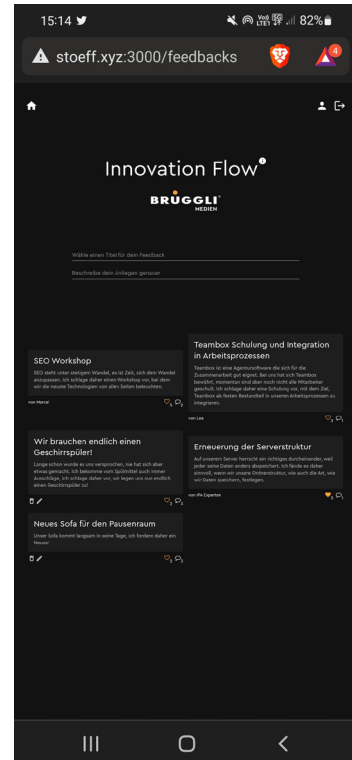 15:14
82%
stoeff.xyz:3000/feedbacks
4
Innovation Flow
BRÜGGLI
MEDIEN
Wähle einen Titel für dein Feedback
Beschreibe dein Anliegen genauer
SEO Workshop
SEO steht unter stetigem Wandel, es ist Zeit, sich dem Wandel
anzupassen. Ich schlage daher einen Workshop vor, bei dem
wir die neuste Technologien von allen Seiten beleuchten.
von Marcel
Teambox Schulung und Integration
in Arbeitsprozessen
Teambox ist eine Agentursoftware die sich für die
Zusammenarbeit gut eignet. Bei uns hat sich Teambox
bewährt, momentan sind aber noch nicht alle Mitarbeiter
geschult. Ich schlage daher eine Schulung vor, mit dem Ziel,
Teambox als festen Bestandteil in unseren Arbeitsprozessen zu
integrieren.
von Lea
Wir brauchen endlich einen
Geschirrspüler!
Lange schon wurde es uns versprochen, nie hat sich aber
etwas gemacht. Ich bekomme vom Spülmittel auch immer
Ausschläge, ich schlage daher vor, wir legen uns nun endlich
einen Geschirrspüler zu!
Erneuerung der Serverstruktur
Auf unserem Server herrscht ein richtiges durcheinander, weil
jeder seine Daten anders abspeichert. Ich fände es daher
sinnvoll, wenn wir unsere Ordnerstruktur, wie auch die Art, wie
wir Daten speichern, festlegen.
von IPA Experten
Neues Sofa für den Pausenraum
Unser Sofa kommt langsam in seine Tage, ich fordere daher ein
Neues!